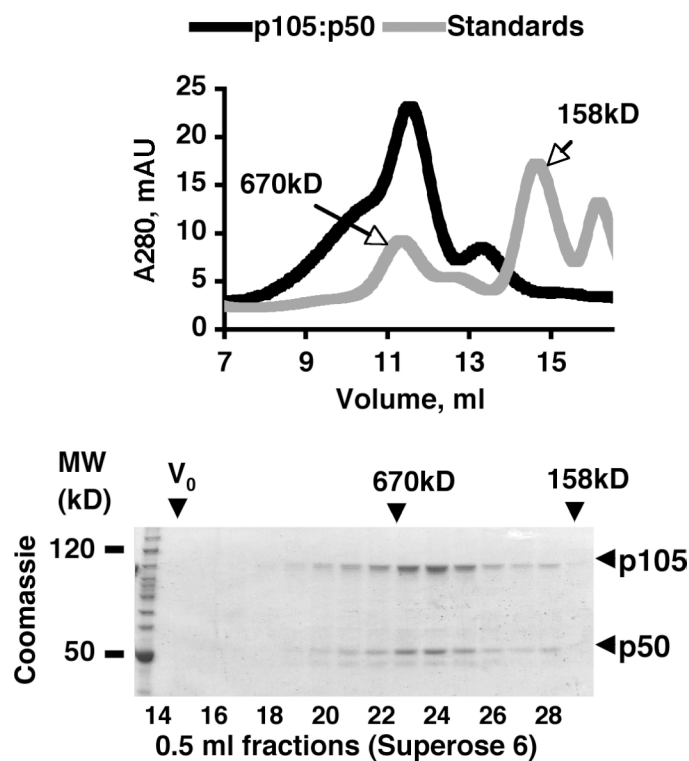 p105:p50 Standards
25
20
15
10
5
0
A280, mAU
670kD
158kD
7 9 11 13 15
Volume, ml
MW
(kD)
V0
670kD
158kD
Coomassie
120
50
p105
p50
14 16 18 20 22 24 26 28
0.5 ml fractions (Superose 6)